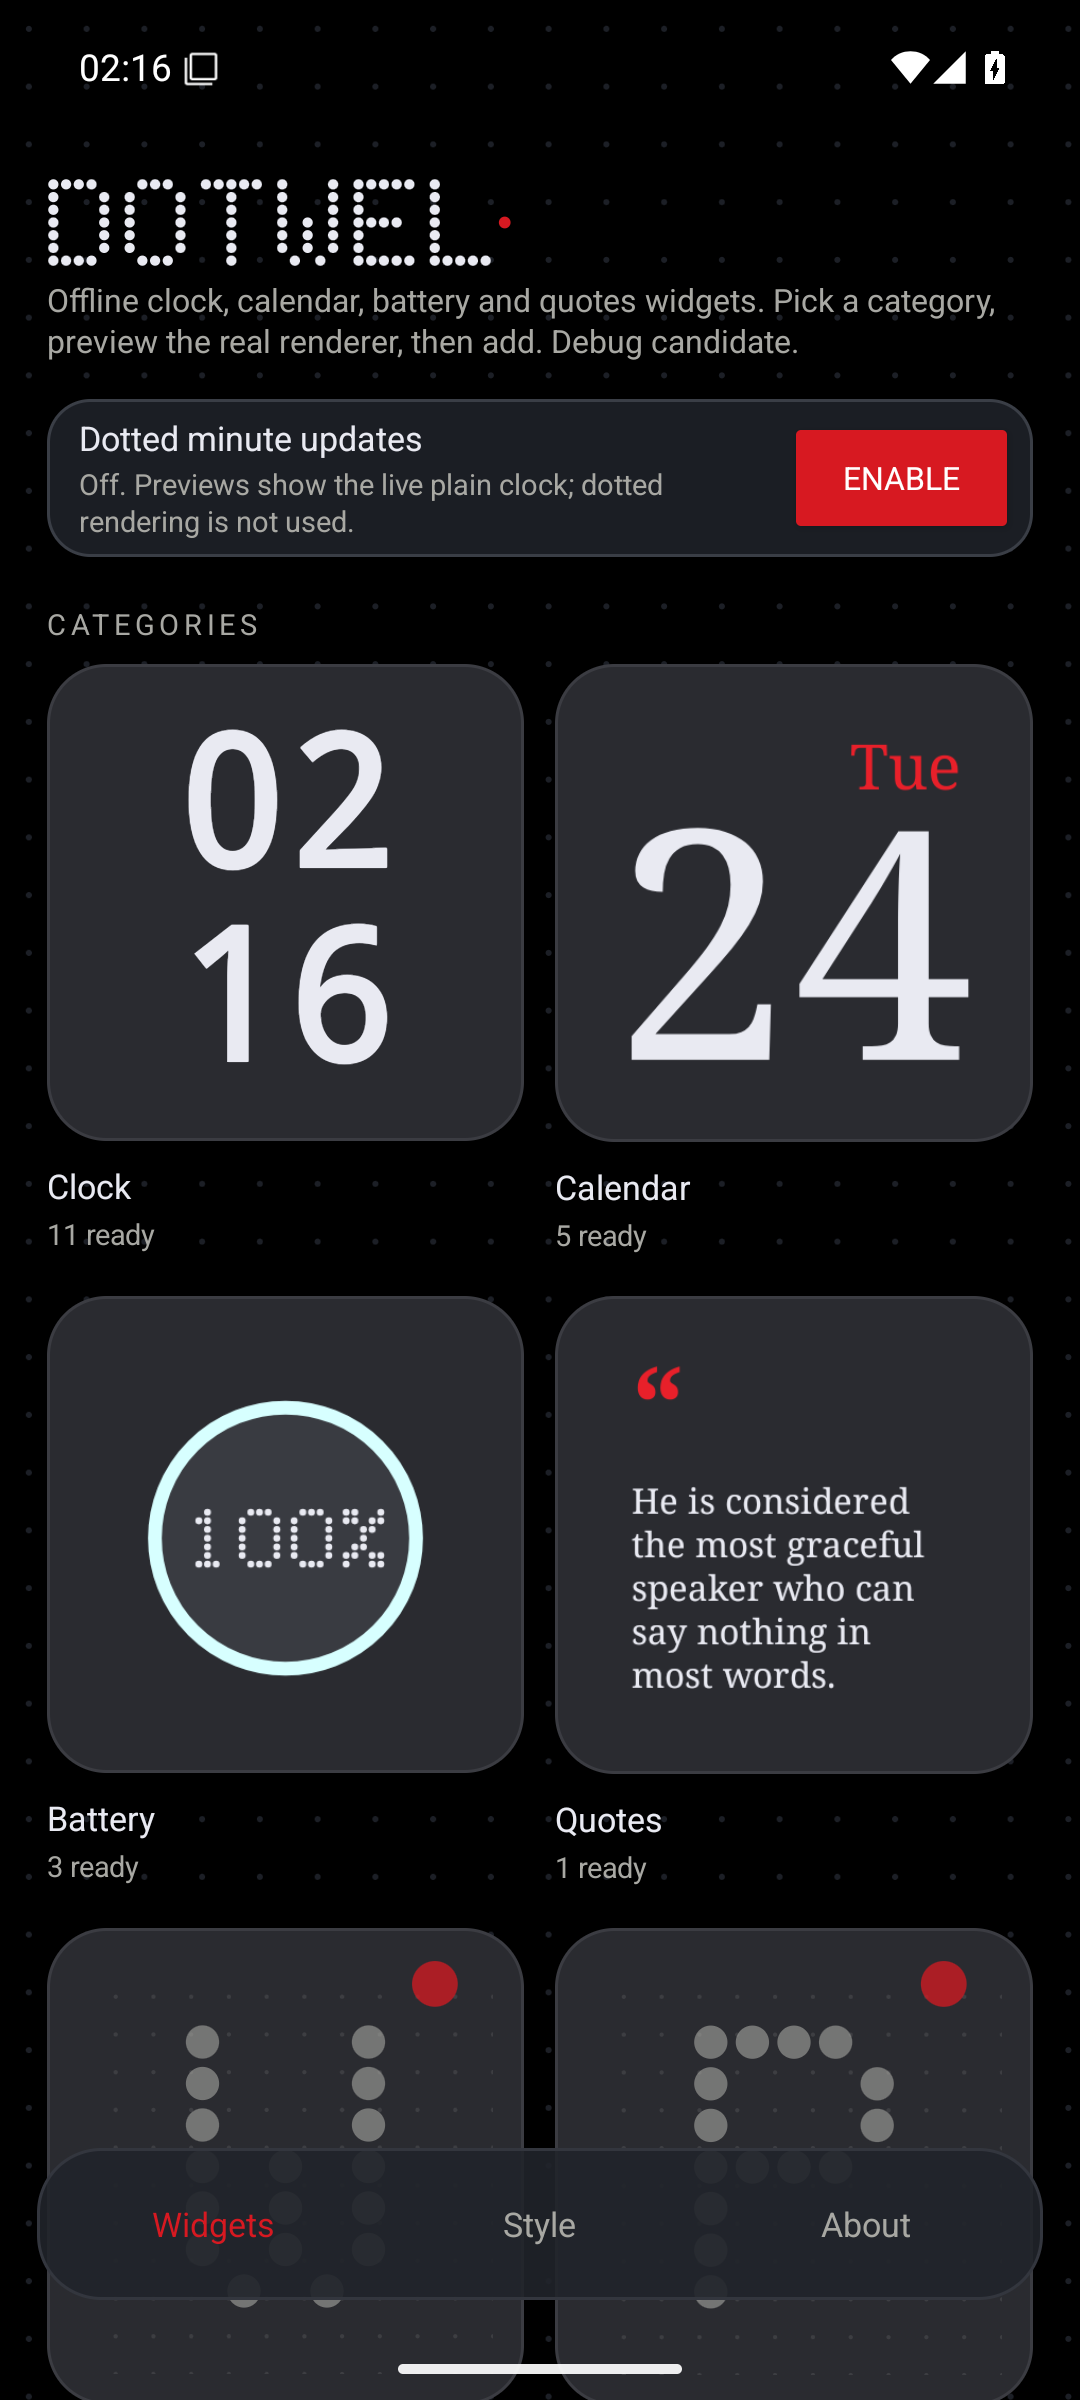 02:16
DOTWEL
Offline clock, calendar, battery and quotes widgets. Pick a category,
preview the real renderer, then add. Debug candidate.
Dotted minute updates
Off. Previews show the live plain clock; dotted
rendering is not used.
ENABLE
CATEGORIES
02
16
Tue
24
Clock
11 ready
Calendar
5 ready
100%
“
He is considered
the most graceful
speaker who can
say nothing in
most words.
Battery
3 ready
Quotes
1 ready
W
P
Widgets
Style
About